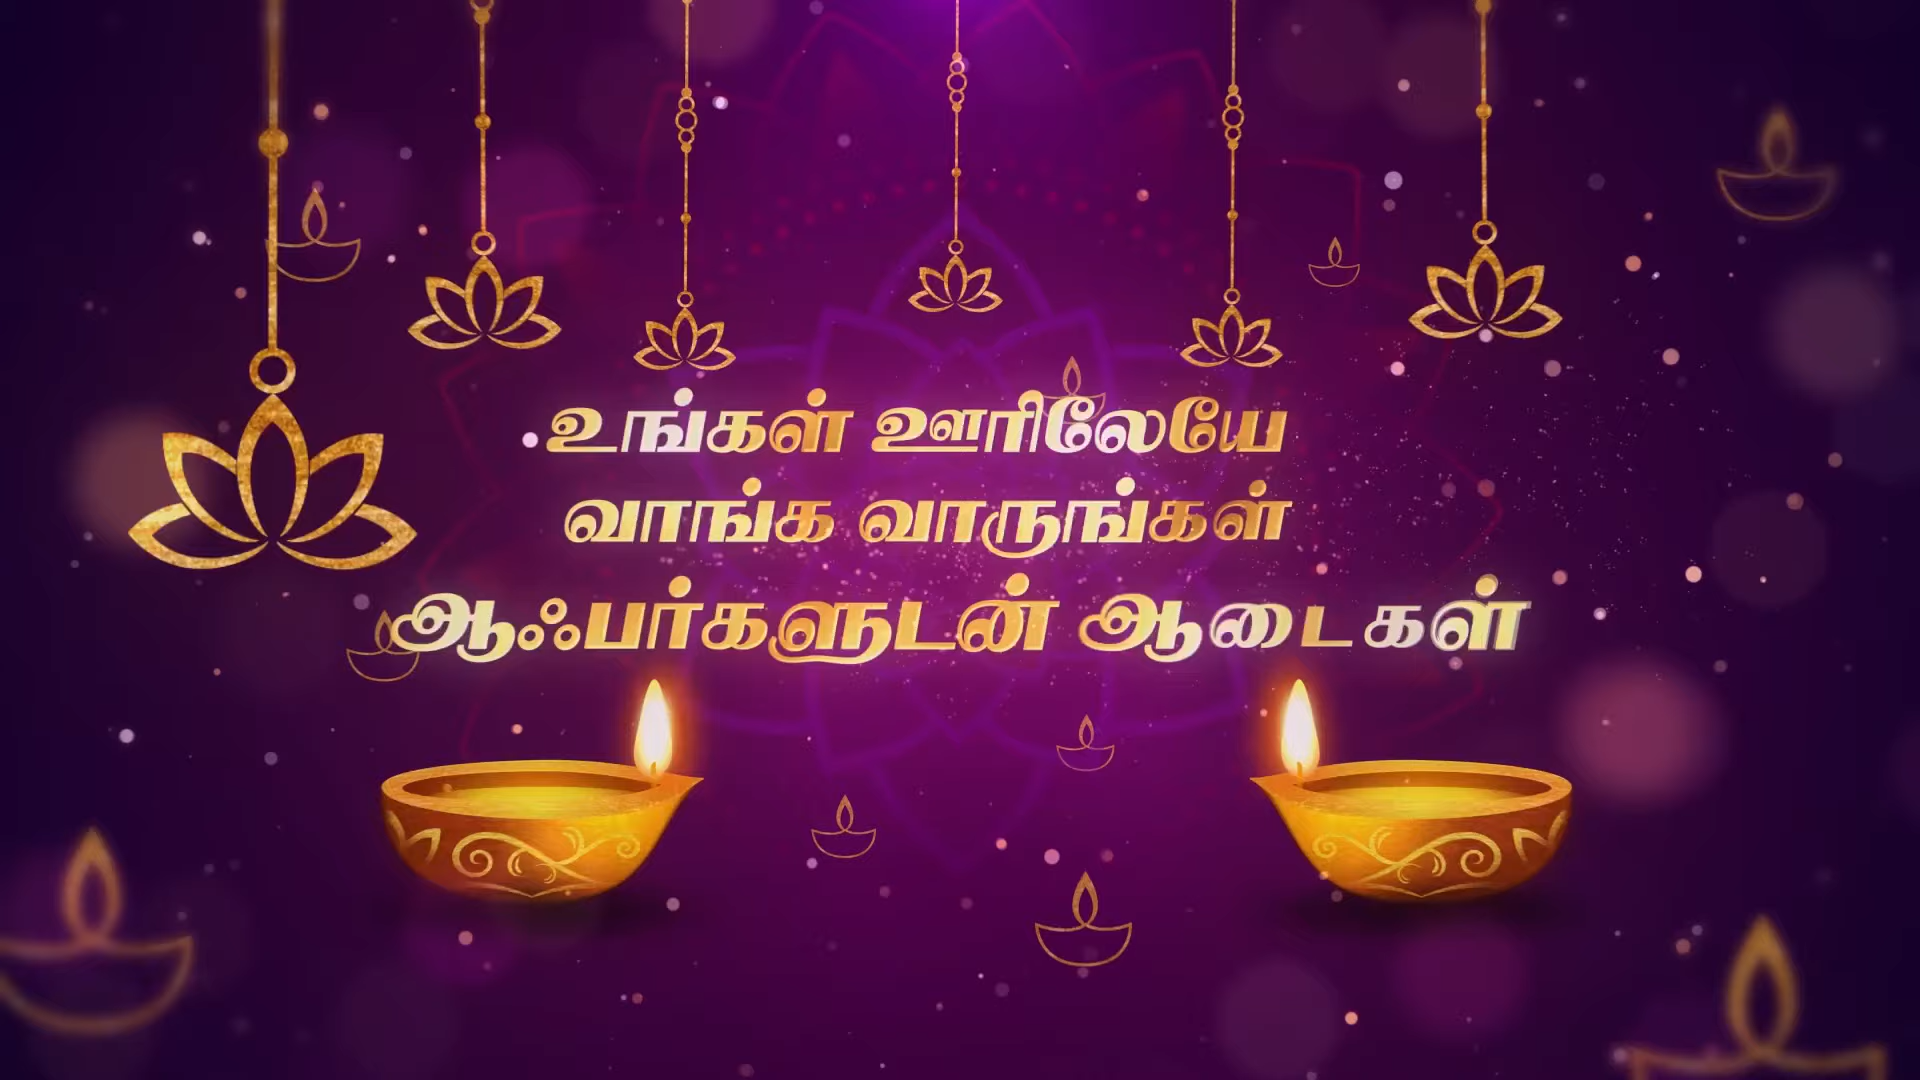 உங்கள் ஊரிலேயே
வாங்க வாருங்கள்
ஆஃபர்களுடன் ஆடைகள்